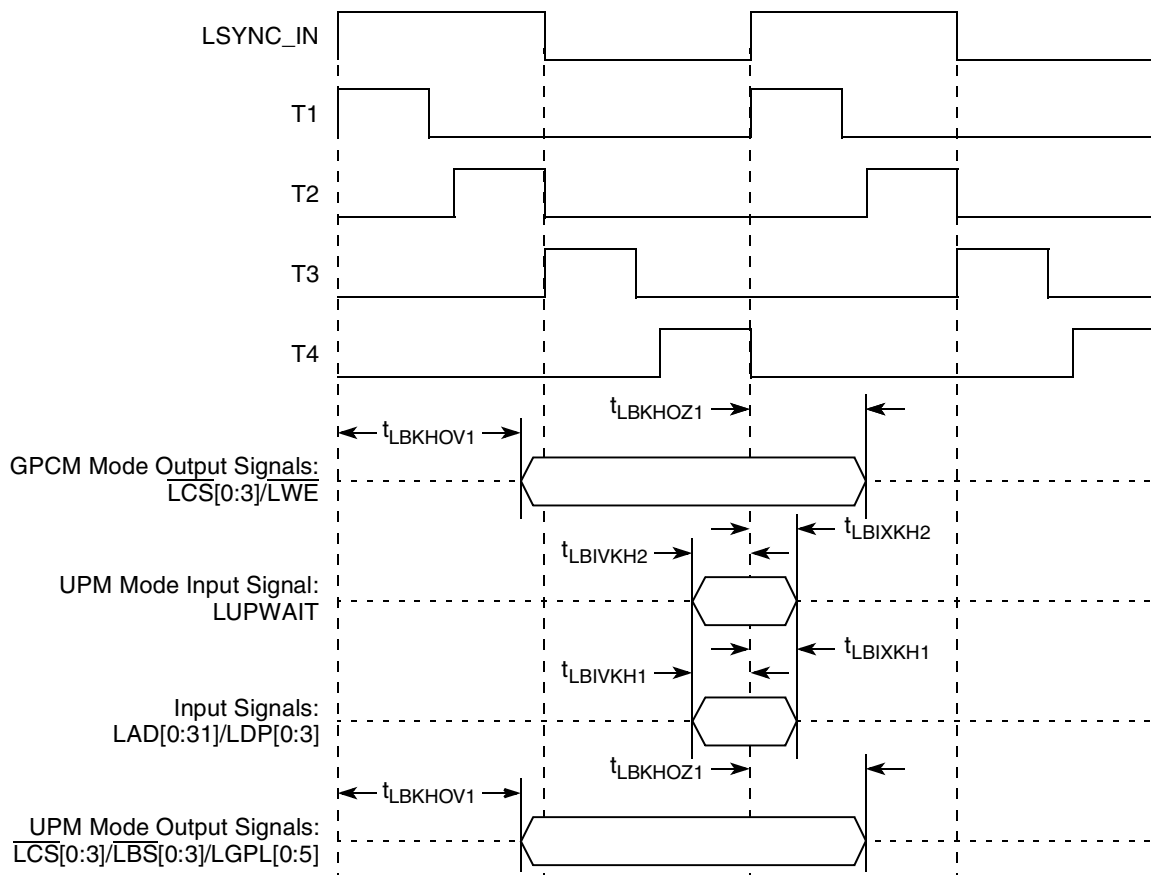 LSYNC_IN
T1
T2
T3
T4
tLBKHOZ1
tLBKHOV1
GPCM Mode Output Signals:
LCS[0:3]/LWE
tLBIXKH2
tLBIVKH2
UPM Mode Input Signal:
LUPWAIT
tLBIXKH1
tLBIVKH1
Input Signals:
LAD[0:31]/LDP[0:3]
tLBKHOZ1
tLBKHOV1
UPM Mode Output Signals:
LCS[0:3]/LBS[0:3]/LGPL[0:5]